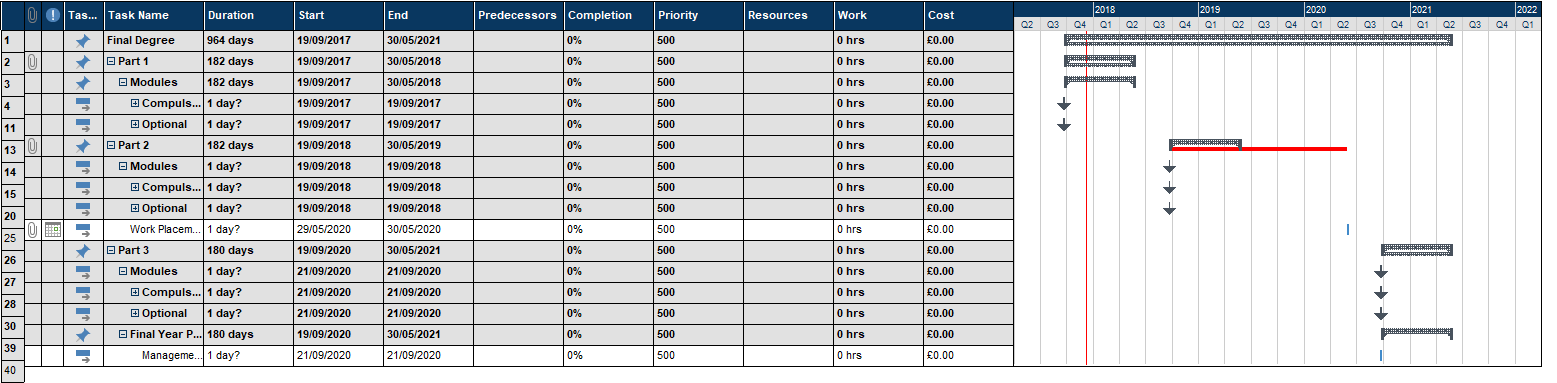 Tas... Task Name Duration Start End Predecessors Completion Priority Resources Work Cost 2018 2019 2020 2021 2022
Q2 Q3 Q4 Q1 Q2 Q3 Q4 Q1 Q2 Q3 Q4 Q1 Q2 Q3 Q4 Q1 Q2 Q3 Q4 Q1
1 Final Degree 964 days 19/09/2017 30/05/2021 0% 500 0 hrs £0.00
2 Part 1 182 days 19/09/2017 30/05/2018 0% 500 0 hrs £0.00
3 Modules 182 days 19/09/2017 30/05/2018 0% 500 0 hrs £0.00
4 Compuls... 1 day? 19/09/2017 19/09/2017 0% 500 0 hrs £0.00
11 Optional 1 day? 19/09/2017 19/09/2017 0% 500 0 hrs £0.00
13 Part 2 182 days 19/09/2018 30/05/2019 0% 500 0 hrs £0.00
14 Modules 1 day? 19/09/2018 19/09/2018 0% 500 0 hrs £0.00
15 Compuls... 1 day? 19/09/2018 19/09/2018 0% 500 0 hrs £0.00
20 Optional 1 day? 19/09/2018 19/09/2018 0% 500 0 hrs £0.00
25 Work Placem... 1 day? 29/05/2020 30/05/2020 0% 500 0 hrs £0.00
26 Part 3 180 days 19/09/2020 30/05/2021 0% 500 0 hrs £0.00
27 Modules 1 day? 21/09/2020 21/09/2020 0% 500 0 hrs £0.00
28 Compuls... 1 day? 21/09/2020 21/09/2020 0% 500 0 hrs £0.00
30 Optional 1 day? 21/09/2020 21/09/2020 0% 500 0 hrs £0.00
39 Final Year P... 180 days 19/09/2020 30/05/2021 0% 500 0 hrs £0.00
40 Manageme... 1 day? 21/09/2020 21/09/2020 0% 500 0 hrs £0.00